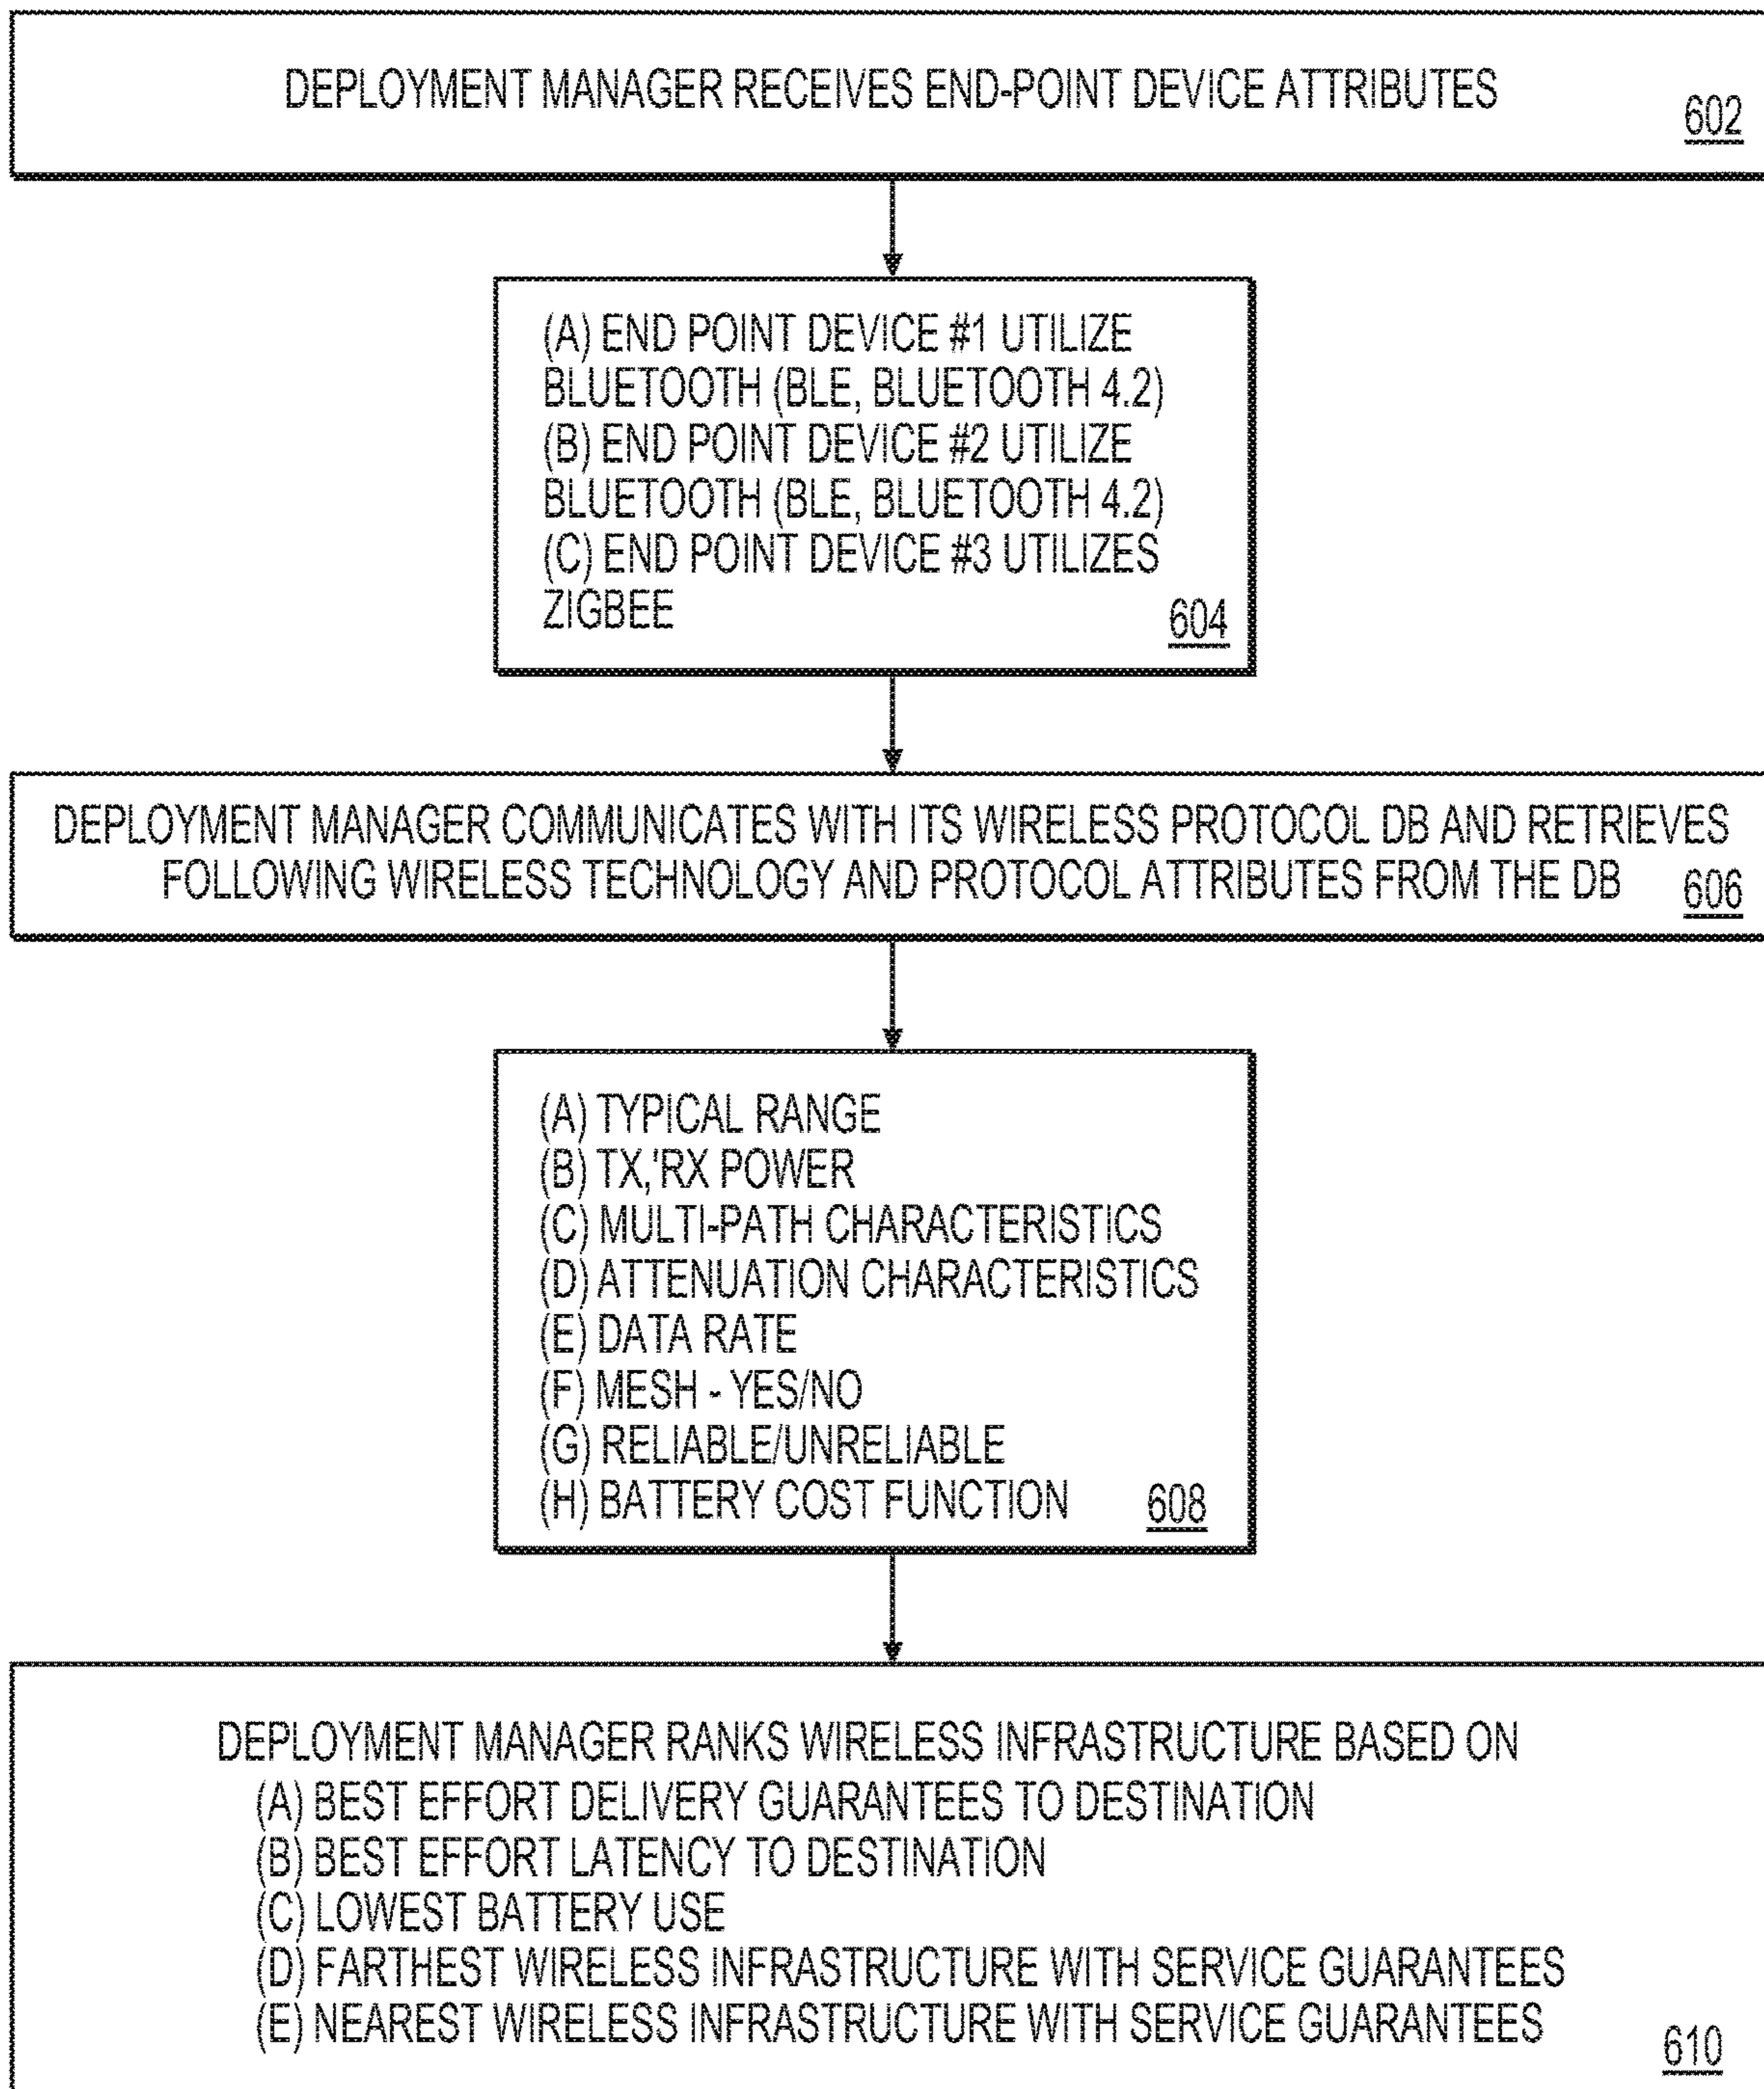 DEPLOYMENT MANAGER RECEIVES END-POINT DEVICE ATTRIBUTES
602
(A) END POINT DEVICE #1 UTILIZE
BLUETOOTH (BLE, BLUETOOTH 4.2)
(B) END POINT DEVICE #2 UTILIZE
BLUETOOTH (BLE, BLUETOOTH 4.2)
(C) END POINT DEVICE #3 UTILIZES
ZIGBEE
604
DEPLOYMENT MANAGER COMMUNICATES WITH ITS WIRELESS PROTOCOL DB AND RETRIEVES
FOLLOWING WIRELESS TECHNOLOGY AND PROTOCOL ATTRIBUTES FROM THE DB
606
(A) TYPICAL RANGE
(B) TX,'RX POWER
(C) MULTI-PATH CHARACTERISTICS
(D) ATTENUATION CHARACTERISTICS
(E) DATA RATE
(F) MESH - YES/NO
(G) RELIABLE/UNRELIABLE
(H) BATTERY COST FUNCTION
608
DEPLOYMENT MANAGER RANKS WIRELESS INFRASTRUCTURE BASED ON
(A) BEST EFFORT DELIVERY GUARANTEES TO DESTINATION
(B) BEST EFFORT LATENCY TO DESTINATION
(C) LOWEST BATTERY USE
(D) FARTHEST WIRELESS INFRASTRUCTURE WITH SERVICE GUARANTEES
(E) NEAREST WIRELESS INFRASTRUCTURE WITH SERVICE GUARANTEES
610